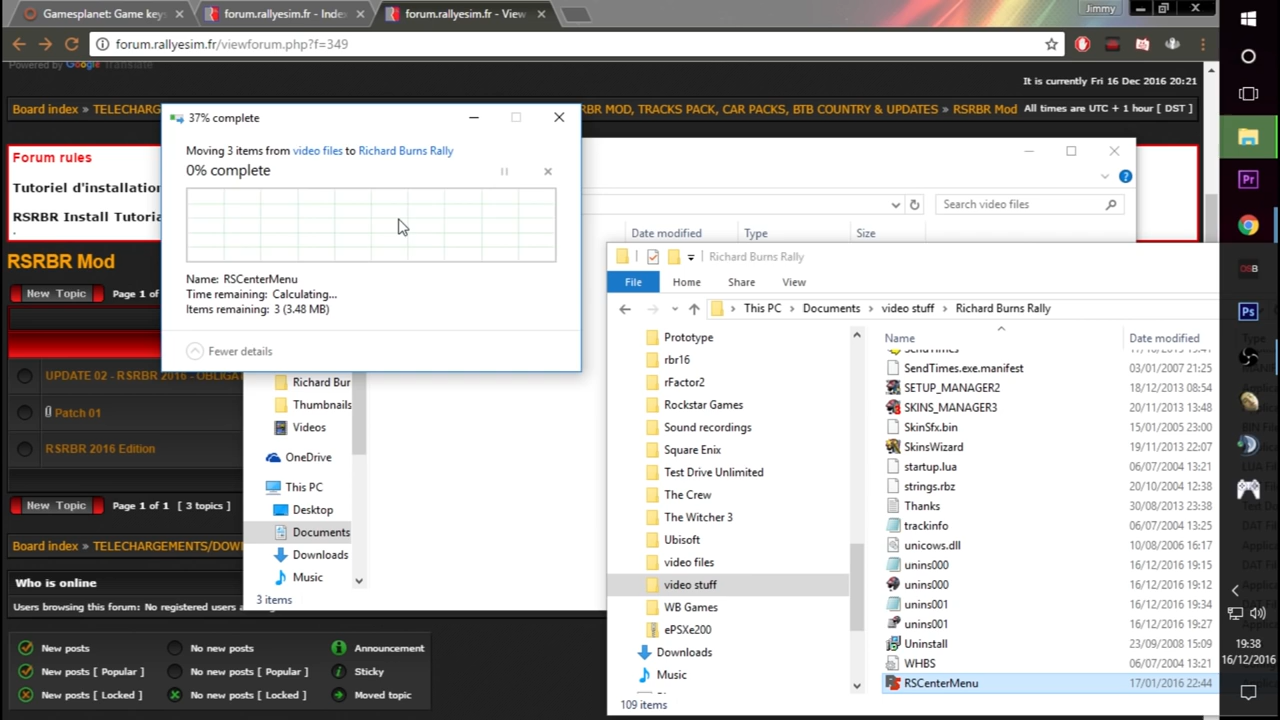 Gamesplanet: Game key
forum.rallyesim.fr - Inde
forum.rallyesim.fr - View
Jimmy
forum.rallyesim.fr/viewforum.php?f=349
Powered by Google Translate
It is currently Fri 16 Dec 2016 20:21
Board index » TELECHARG
RBR MOD, TRACKS PACK, CAR PACKS, BTB COUNTRY & UPDATES » RSRBR Mod
All times are UTC + 1 hour [ DST ]
37% complete
Moving 3 items from video files to Richard Burns Rally
0% complete
Name: RSCenterMenu
Time remaining: Calculating...
Items remaining: 3 (3.48 MB)
Fewer details
Forum rules
Tutoriel d'installation
RSRBR Install Tutoria
.
RSRBR Mod
New Topic
Page 1 of
UPDATE 02 - RSRBR 2016 - OBLIGAT
Patch 01
RSRBR 2016 Edition
New Topic
Page 1 of 1 [ 3 topics ]
Board index » TELECHARGEMENTS/DOW
Who is online
Users browsing this forum: No registered users a
New posts
No new posts
Announcement
New posts [ Popular ]
No new posts [ Popular ]
Sticky
New posts [ Locked ]
No new posts [ Locked ]
Moved topic
Search video files
Date modified
Type
Size
Richard Bur
Thumbnails
Videos
OneDrive
This PC
Desktop
Documents
Downloads
Music
3 items
Richard Burns Rally
File
Home
Share
View
This PC
Documents
video stuff
Richard Burns Rally
Prototype
rbr16
rFactor2
Rockstar Games
Sound recordings
Square Enix
Test Drive Unlimited
The Crew
The Witcher 3
Ubisoft
video files
video stuff
WB Games
ePSXe200
Downloads
Music
Name
Date modified
SendTimes.exe.manifest 03/01/2007 21:25
SETUP_MANAGER2 18/12/2013 08:54
SKINS_MANAGER3 20/11/2013 13:48
SkinSfx.bin 15/01/2005 23:00
SkinsWizard 19/11/2013 22:07
startup.lua 06/07/2004 13:21
strings.rbz 20/10/2004 12:38
Thanks 30/08/2013 23:38
trackinfo 06/07/2004 13:25
unicows.dll 10/08/2006 16:17
unins000 16/12/2016 19:15
unins000 16/12/2016 19:12
unins001 16/12/2016 19:34
unins001 16/12/2016 19:27
Uninstall 23/09/2008 15:09
WHBS 06/07/2004 13:21
RSCenterMenu 17/01/2016 22:44
109 items
Pr
OSB
Ps
19:38
16/12/2016